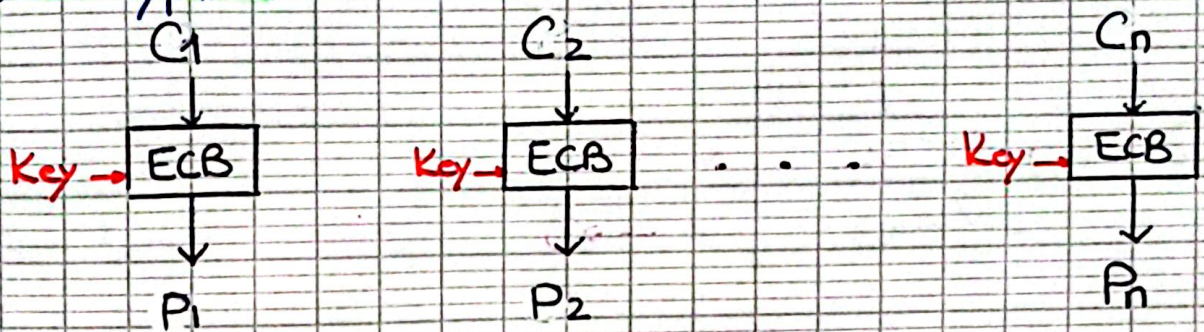 C1 C2 Cn
Key ECB Key ECB . . . Key ECB
P1 P2 Pn